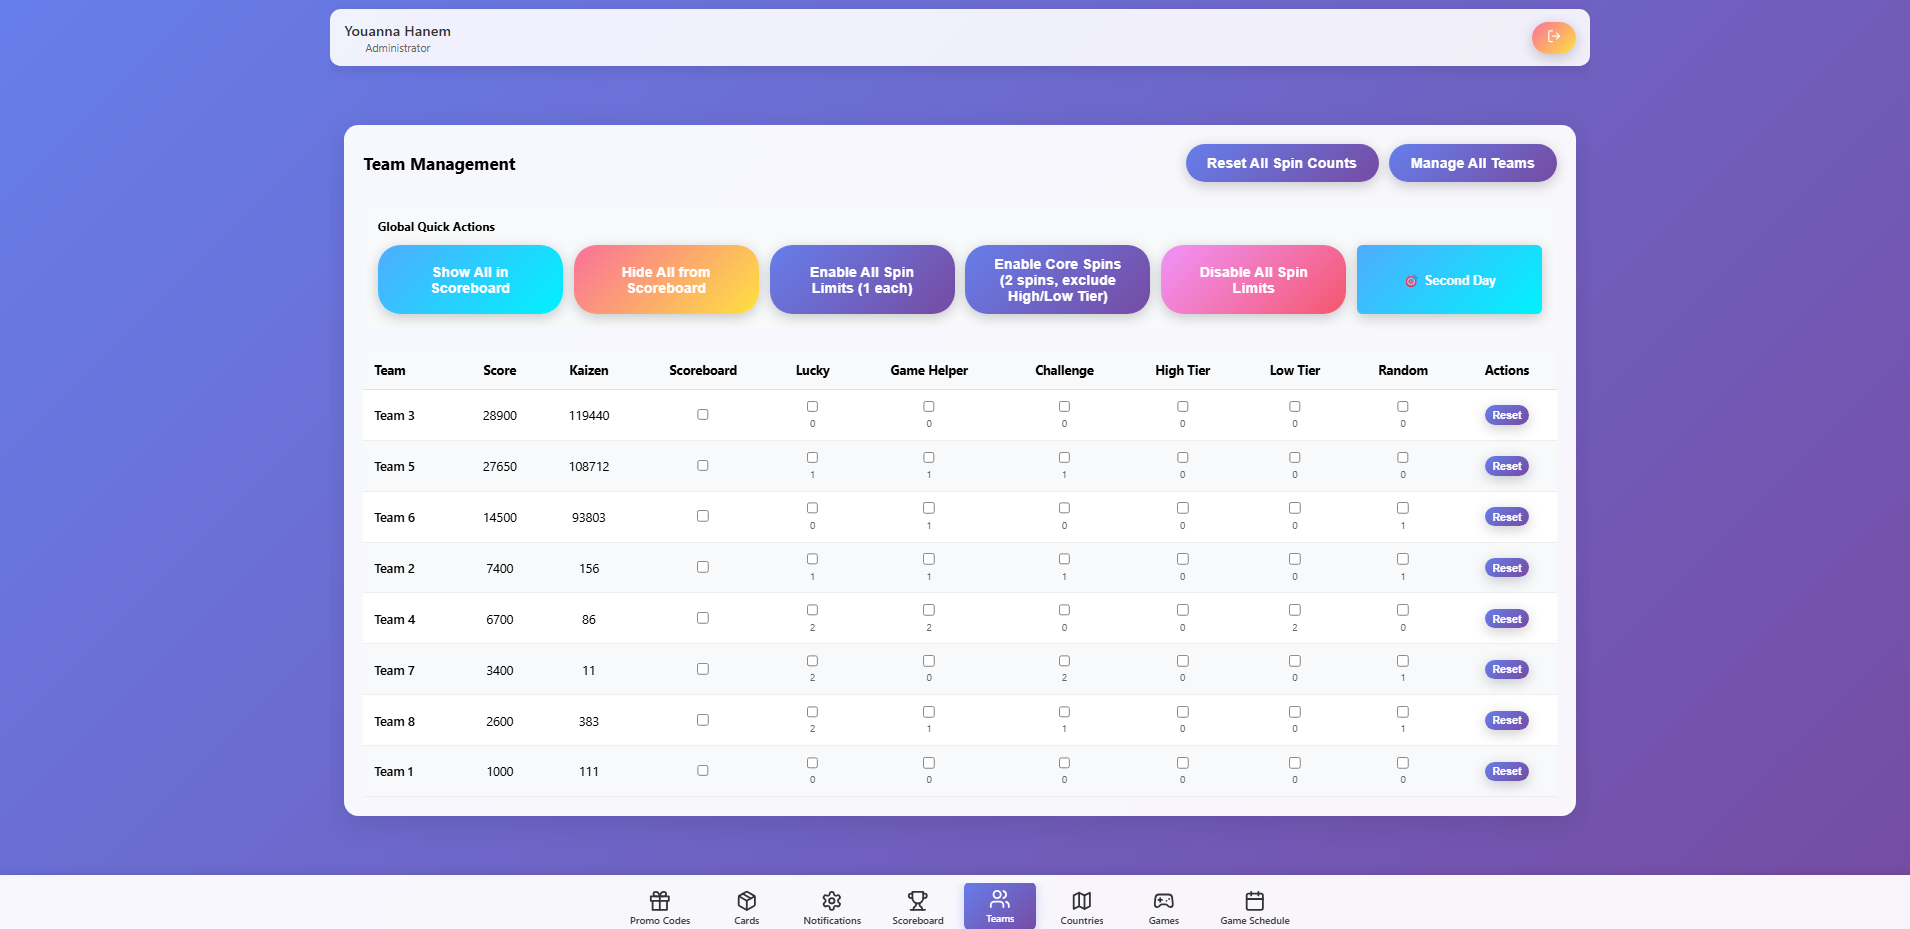 Youanna Hanem
Administrator
Team Management
Reset All Spin Counts
Manage All Teams
Global Quick Actions
Show All in
Scoreboard
Hide All from
Scoreboard
Enable All Spin
Limits (1 each)
Enable Core Spins
(2 spins, exclude
High/Low Tier)
Disable All Spin
Limits
🎯 Second Day
Team Score Kaizen Scoreboard Lucky Game Helper Challenge High Tier Low Tier Random Actions
Team 3 28900 119440 0 0 0 0 0 0 Reset
Team 5 27650 108712 1 1 1 0 0 0 Reset
Team 6 14500 93803 0 1 0 0 0 1 Reset
Team 2 7400 156 1 1 1 0 0 1 Reset
Team 4 6700 86 2 2 0 0 2 0 Reset
Team 7 3400 11 2 0 2 0 0 1 Reset
Team 8 2600 383 2 1 1 0 0 1 Reset
Team 1 1000 111 0 0 0 0 0 0 Reset
Promo Codes Cards Notifications Scoreboard Teams Countries Games Game Schedule